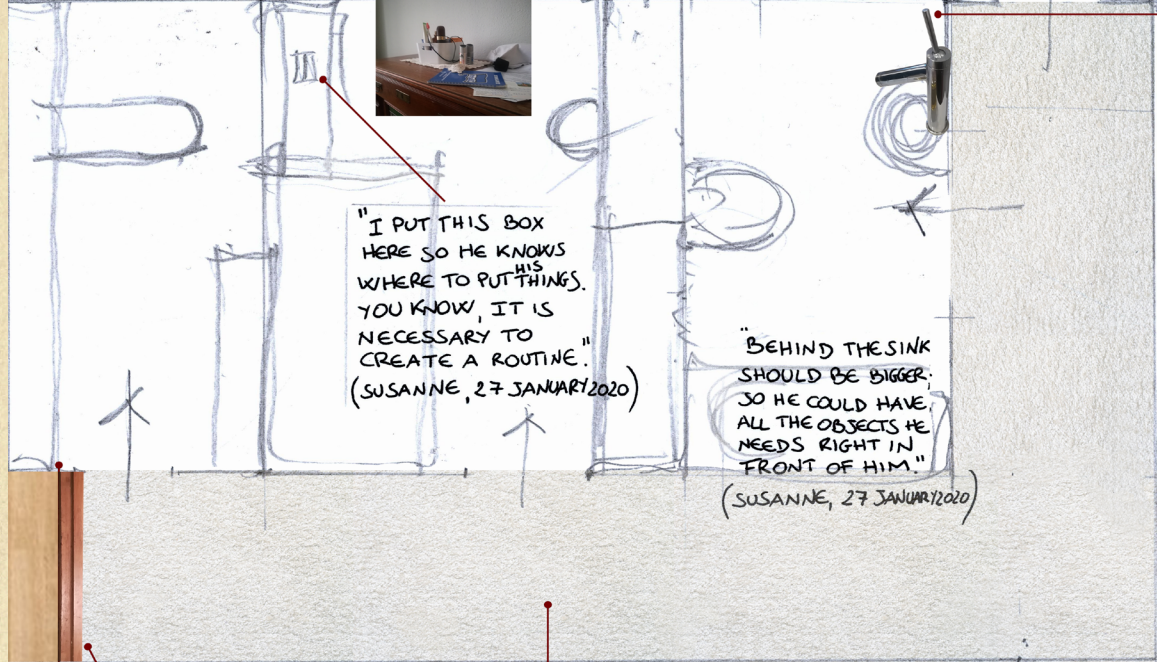 "I PUT THIS BOX
HERE SO HE KNOWS
WHERE TO PUT HIS THINGS.
YOU KNOW, IT IS
NECESSARY TO
CREATE A ROUTINE."
(SUSANNE, 27 JANUARY 2020)
"BEHIND THE SINK
SHOULD BE BIGGER;
SO HE COULD HAVE
ALL THE OBJECTS HE
NEEDS RIGHT IN
FRONT OF HIM."
(SUSANNE, 27 JANUARY 2020)